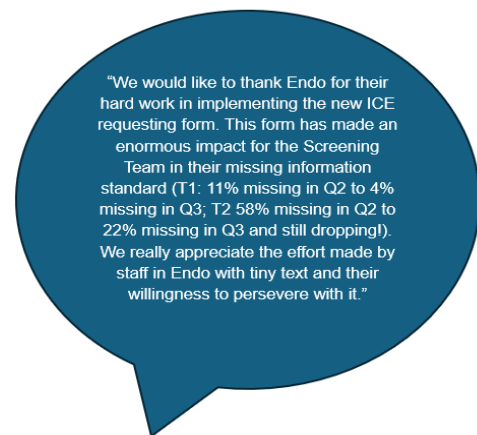 “We would like to thank Endo for their
hard work in implementing the new ICE
requesting form. This form has made an
enormous impact for the Screening
Team in their missing information
standard (T1: 11% missing in Q2 to 4%
missing in Q3; T2 58% missing in Q2 to
22% missing in Q3 and still dropping!).
We really appreciate the effort made by
staff in Endo with tiny text and their
willingness to persevere with it.”